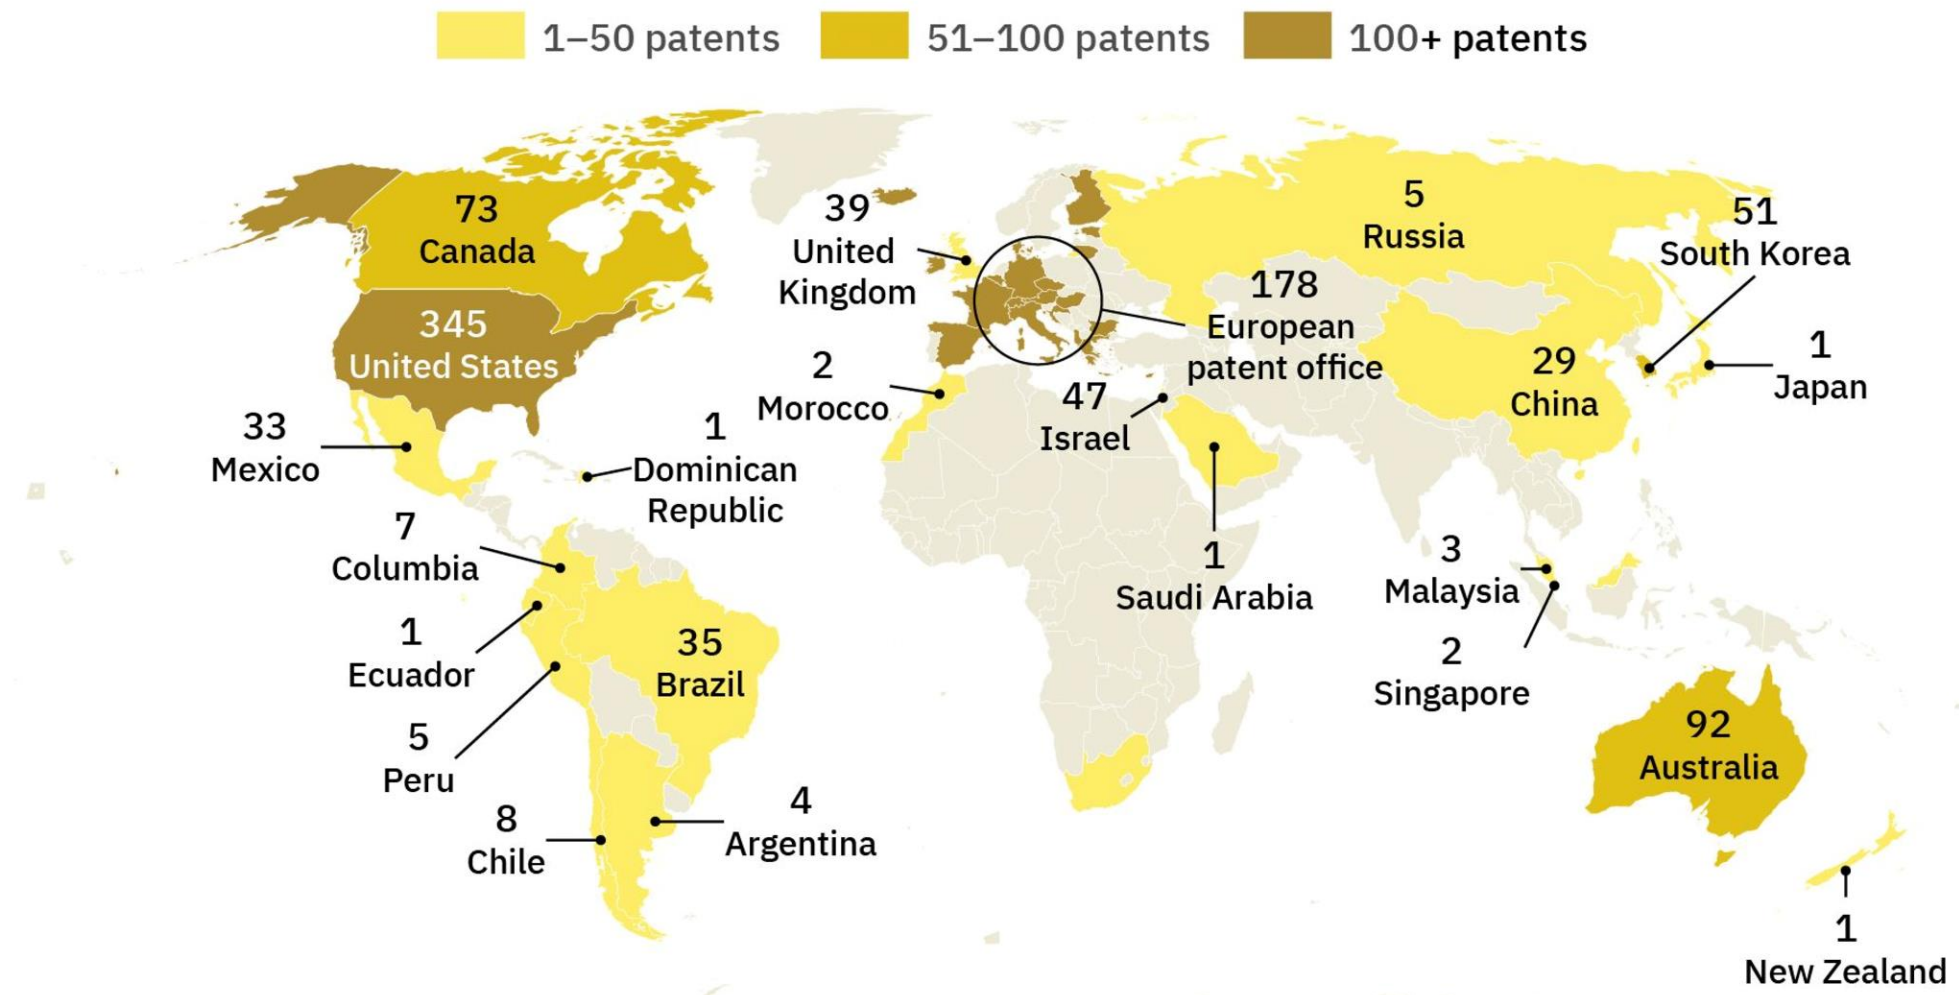 1–50 patents
51–100 patents
100+ patents
73
Canada
345
United States
33
Mexico
1
Dominican
Republic
7
Columbia
1
Ecuador
5
Peru
35
Brazil
8
Chile
4
Argentina
39
United
Kingdom
2
Morocco
178
European
patent office
47
Israel
1
Saudi Arabia
5
Russia
51
South Korea
1
Japan
29
China
3
Malaysia
2
Singapore
92
Australia
1
New Zealand